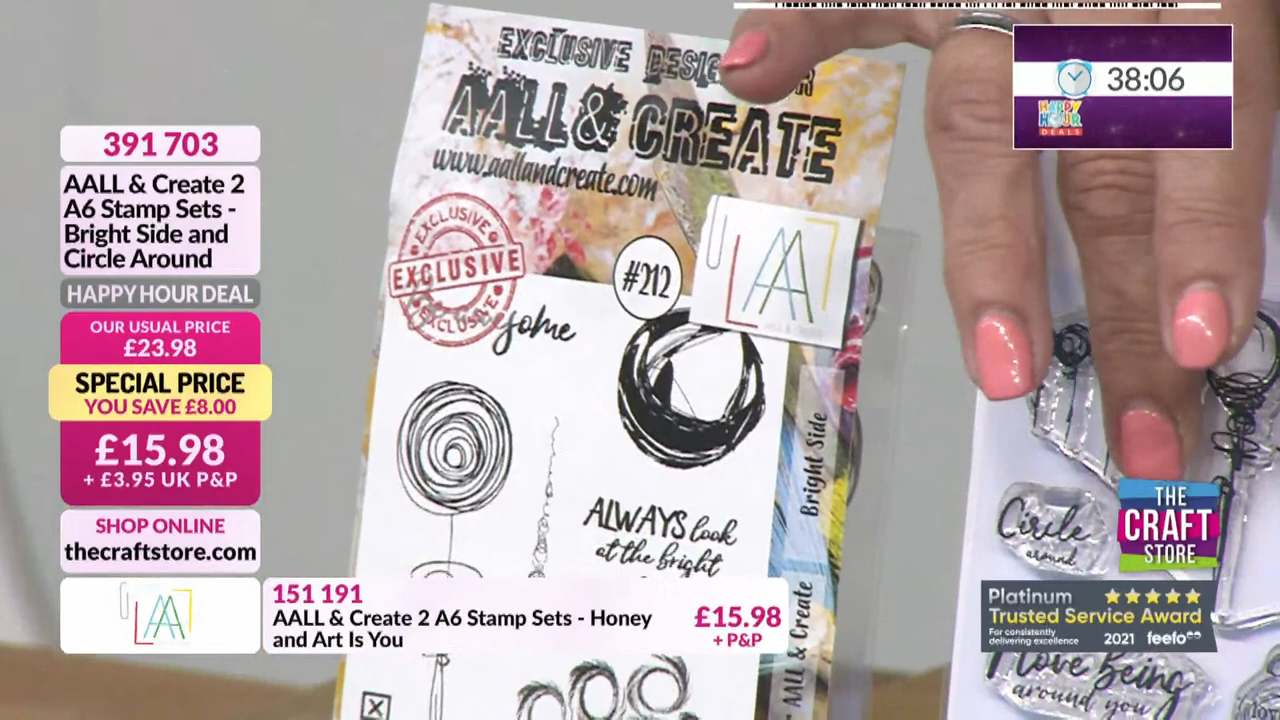 EXCLUSIVE
AALL & CREATE
www.aallandcreate.com
EXCLUSIVE
EXCLUSIVE
EXCLUSIVE
#212
AA
some
ALWAYS look
at the bright
Bright Side
AALL & Create
Circle
around
I love Being
around you
38:06
HAPPY
HOUR
DEALS
391 703
AALL & Create 2
A6 Stamp Sets -
Bright Side and
Circle Around
HAPPY HOUR DEAL
OUR USUAL PRICE
£23.98
SPECIAL PRICE
YOU SAVE £8.00
£15.98
+ £3.95 UK P&P
SHOP ONLINE
thecraftstore.com
151 191
AALL & Create 2 A6 Stamp Sets - Honey
and Art Is You
£15.98
+ P&P
THE
CRAFT
STORE
Platinum
Trusted Service Award
For consistently
delivering excellence
2021 feefo